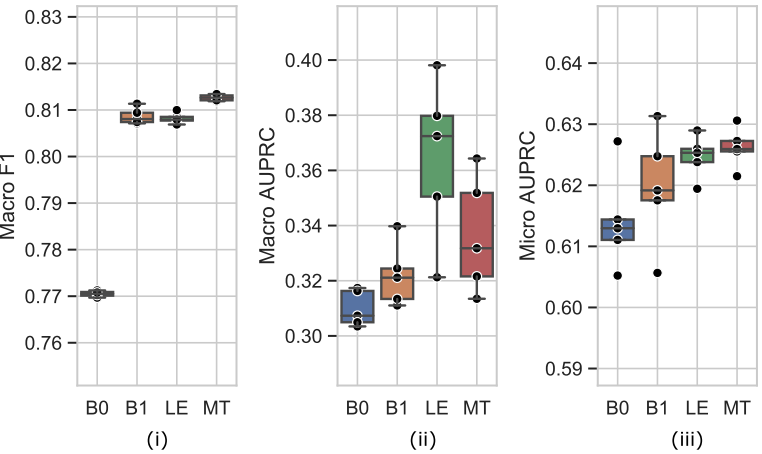 Macro F1
0.83
0.82
0.81
0.80
0.79
0.78
0.77
0.76
B0 B1 LE MT
(i)
Macro AUPRC
0.40
0.38
0.36
0.34
0.32
0.30
B0 B1 LE MT
(ii)
Micro AUPRC
0.64
0.63
0.62
0.61
0.60
0.59
B0 B1 LE MT
(iii)